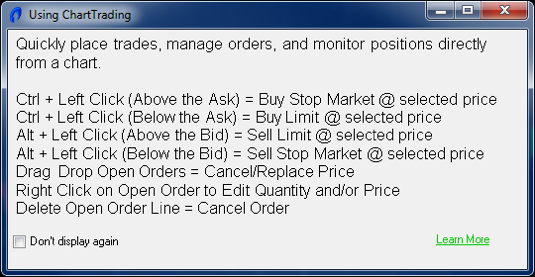 Using ChartTrading
Quickly place trades, manage orders, and monitor positions directly
from a chart.
Ctrl + Left Click (Above the Ask) = Buy Stop Market @ selected price
Ctrl + Left Click (Below the Ask) = Buy Limit @ selected price
Alt + Left Click (Above the Bid) = Sell Limit @ selected price
Alt + Left Click (Below the Bid) = Sell Stop Market @ selected price
Drag  Drop Open Orders = Cancel/Replace Price
Right Click on Open Order to Edit Quantity and/or Price
Delete Open Order Line = Cancel Order
Don't display again
Learn More